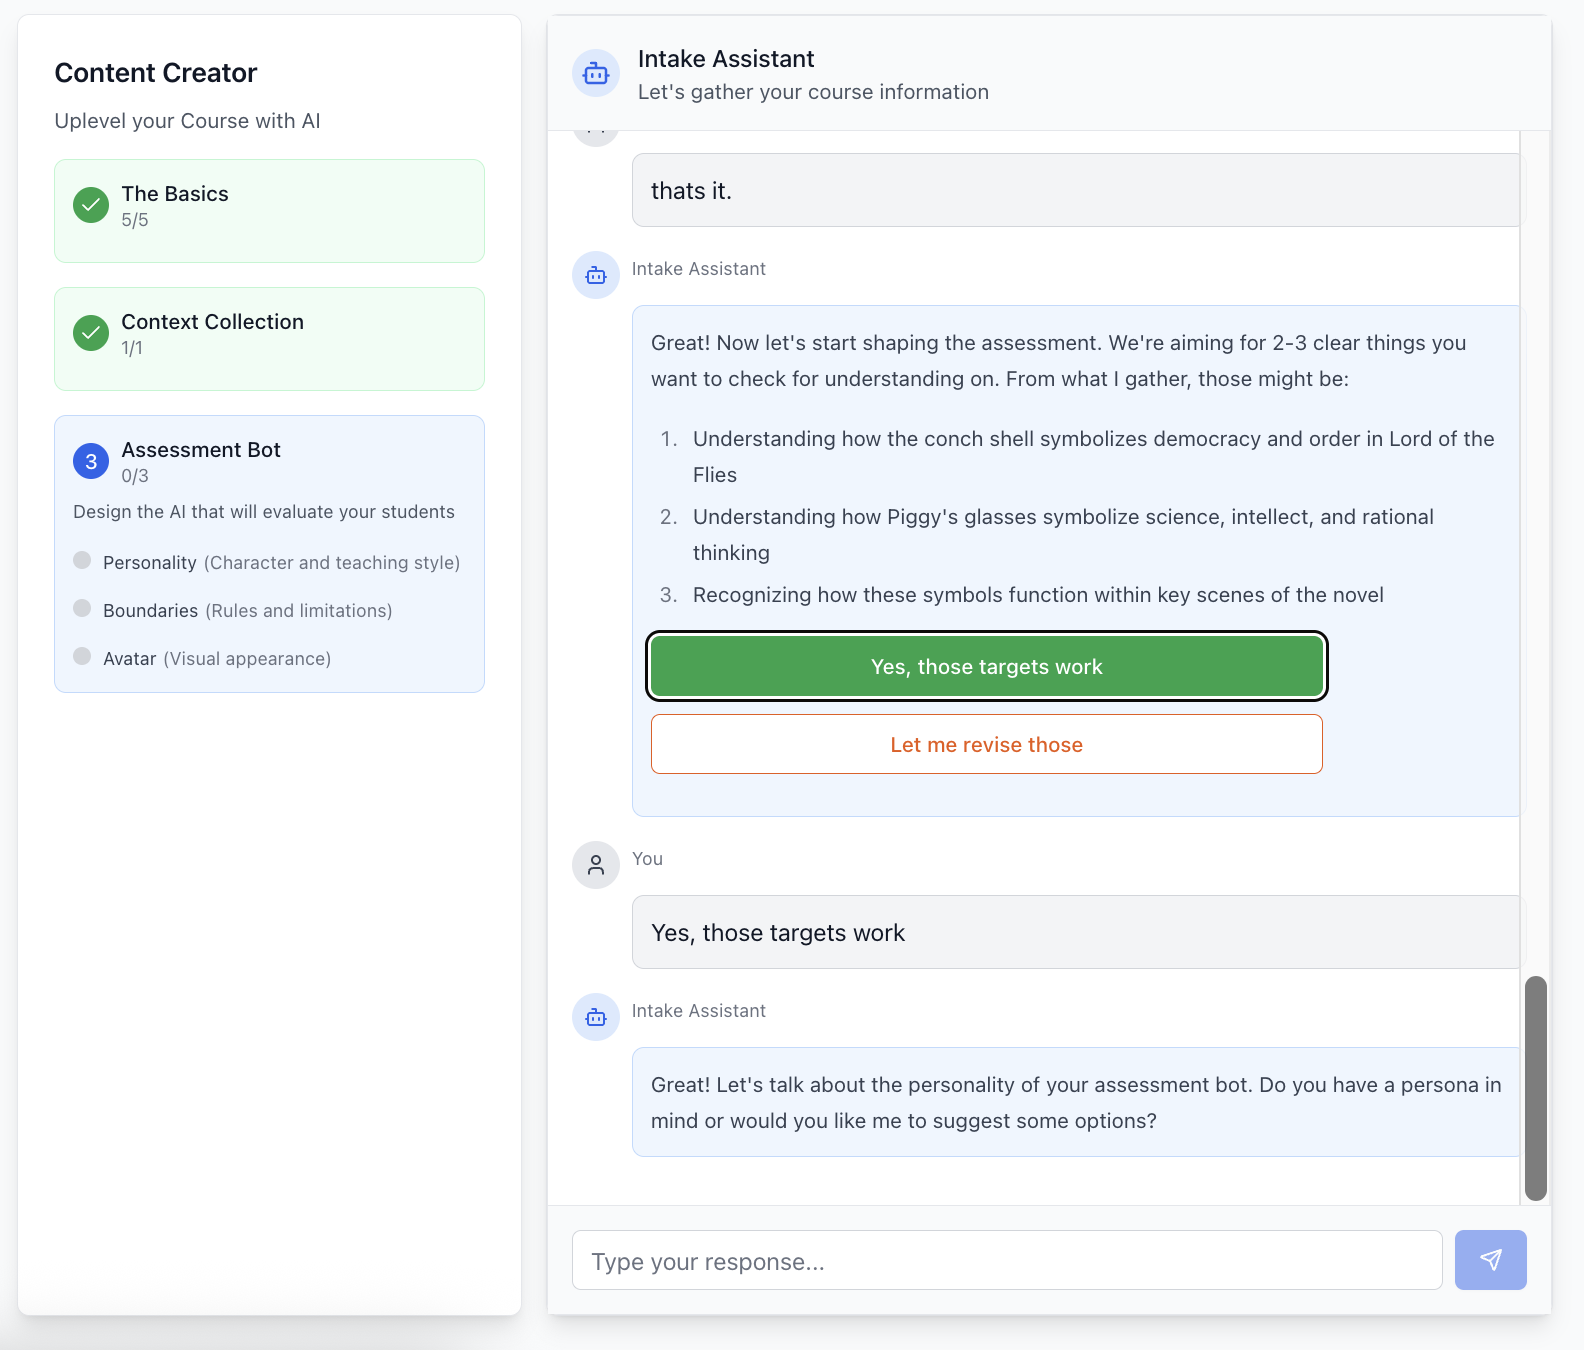 Content Creator
Uplevel your Course with AI
The Basics
5/5
Context Collection
1/1
3
Assessment Bot
0/3
Design the AI that will evaluate your students
Personality (Character and teaching style)
Boundaries (Rules and limitations)
Avatar (Visual appearance)
Intake Assistant
Let's gather your course information
thats it.
Intake Assistant
Great! Now let's start shaping the assessment. We're aiming for 2-3 clear things you
want to check for understanding on. From what I gather, those might be:
1. Understanding how the conch shell symbolizes democracy and order in Lord of the
Flies
2. Understanding how Piggy's glasses symbolize science, intellect, and rational
thinking
3. Recognizing how these symbols function within key scenes of the novel
Yes, those targets work
Let me revise those
You
Yes, those targets work
Intake Assistant
Great! Let's talk about the personality of your assessment bot. Do you have a persona in
mind or would you like me to suggest some options?
Type your response...